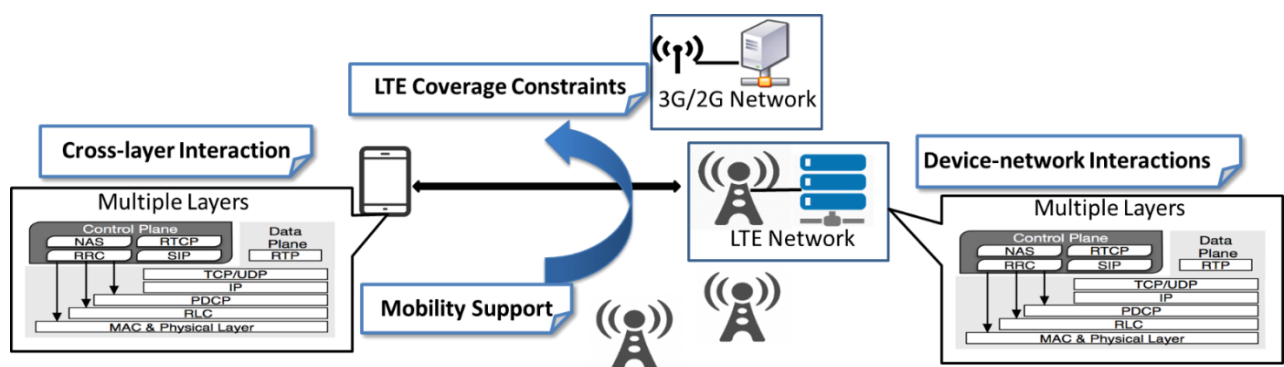 LTE Coverage Constraints
3G/2G Network
Cross-layer Interaction
Device-network Interactions
Multiple Layers
Control Plane
NAS
RTCP
RRC
SIP
Data
Plane
RTP
TCP/UDP
IP
PDCP
RLC
MAC & Physical Layer
LTE Network
Mobility Support
Multiple Layers
Control Plane
NAS
RTCP
RRC
SIP
Data
Plane
RTP
TCP/UDP
IP
PDCP
RLC
MAC & Physical Layer